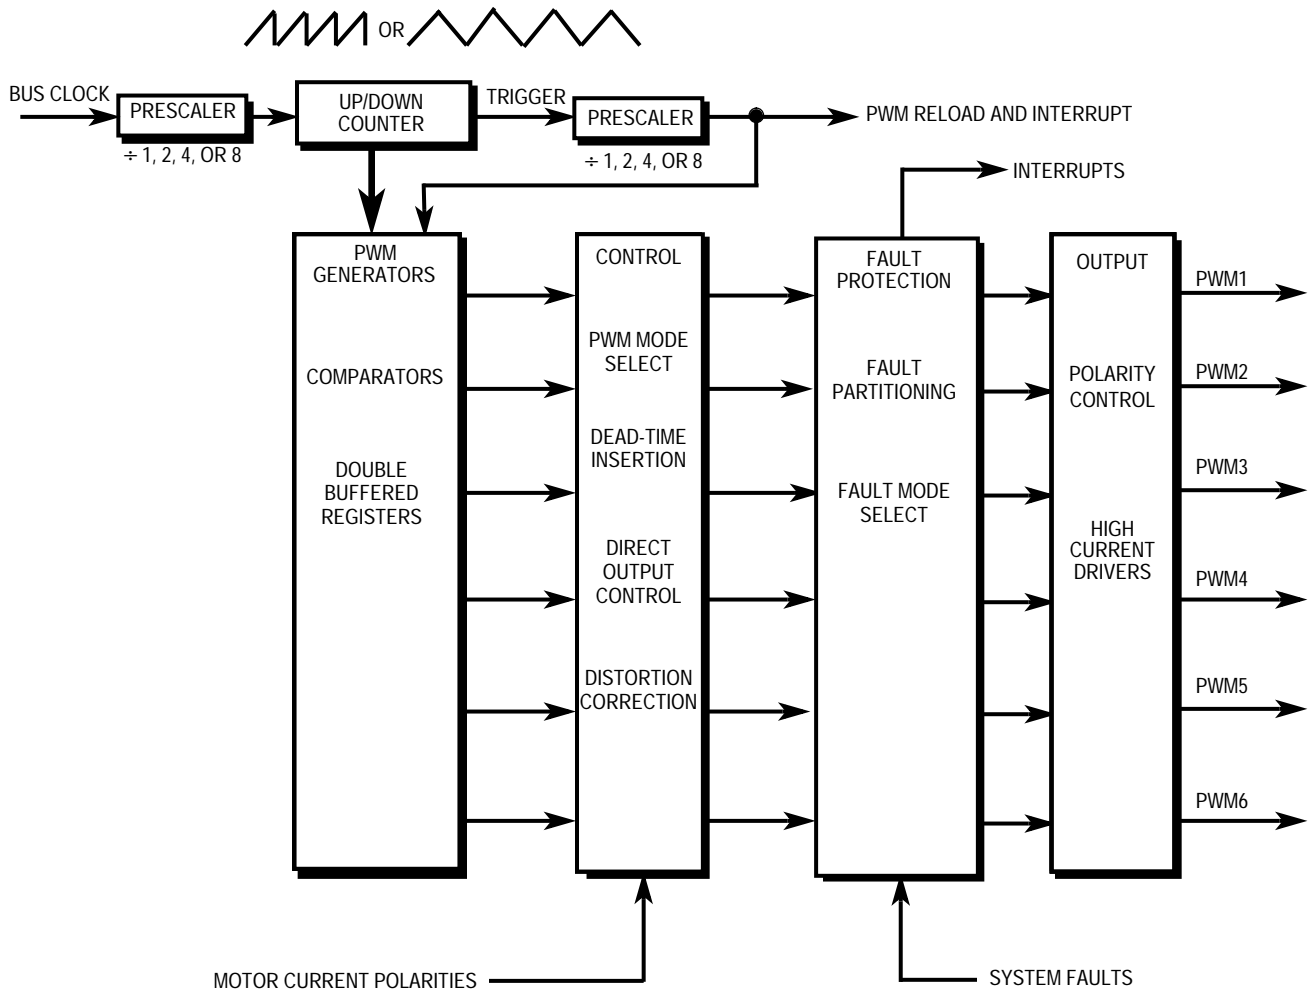 OR
BUS CLOCK
PRESCALER
÷ 1, 2, 4, OR 8
UP/DOWN
COUNTER
TRIGGER
PRESCALER
÷ 1, 2, 4, OR 8
PWM RELOAD AND INTERRUPT
INTERRUPTS
PWM
GENERATORS
COMPARATORS
DOUBLE
BUFFERED
REGISTERS
CONTROL
PWM MODE
SELECT
DEAD-TIME
INSERTION
DIRECT
OUTPUT
CONTROL
DISTORTION
CORRECTION
FAULT
PROTECTION
FAULT
PARTITIONING
FAULT MODE
SELECT
OUTPUT
POLARITY
CONTROL
HIGH
CURRENT
DRIVERS
PWM1
PWM2
PWM3
PWM4
PWM5
PWM6
MOTOR CURRENT POLARITIES
SYSTEM FAULTS